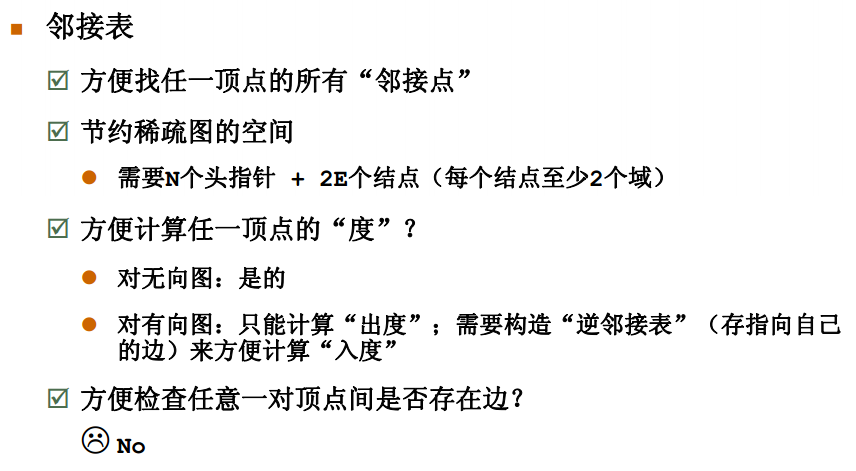 邻接表
方便找任一顶点的所有“邻接点”
节约稀疏图的空间
需要N个头指针 + 2E个结点（每个结点至少2个域）
方便计算任一顶点的“度”？
对无向图：是的
对有向图：只能计算“出度”；需要构造“逆邻接表”（存指向自己
的边）来方便计算“入度”
方便检查任意一对顶点间是否存在边？
No